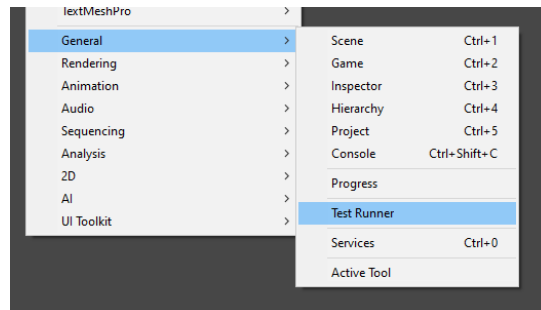 TextMeshPro
General
Rendering
Animation
Audio
Sequencing
Analysis
2D
AI
UI Toolkit
Scene Ctrl+1
Game Ctrl+2
Inspector Ctrl+3
Hierarchy Ctrl+4
Project Ctrl+5
Console Ctrl+Shift+C
Progress
Test Runner
Services Ctrl+0
Active Tool